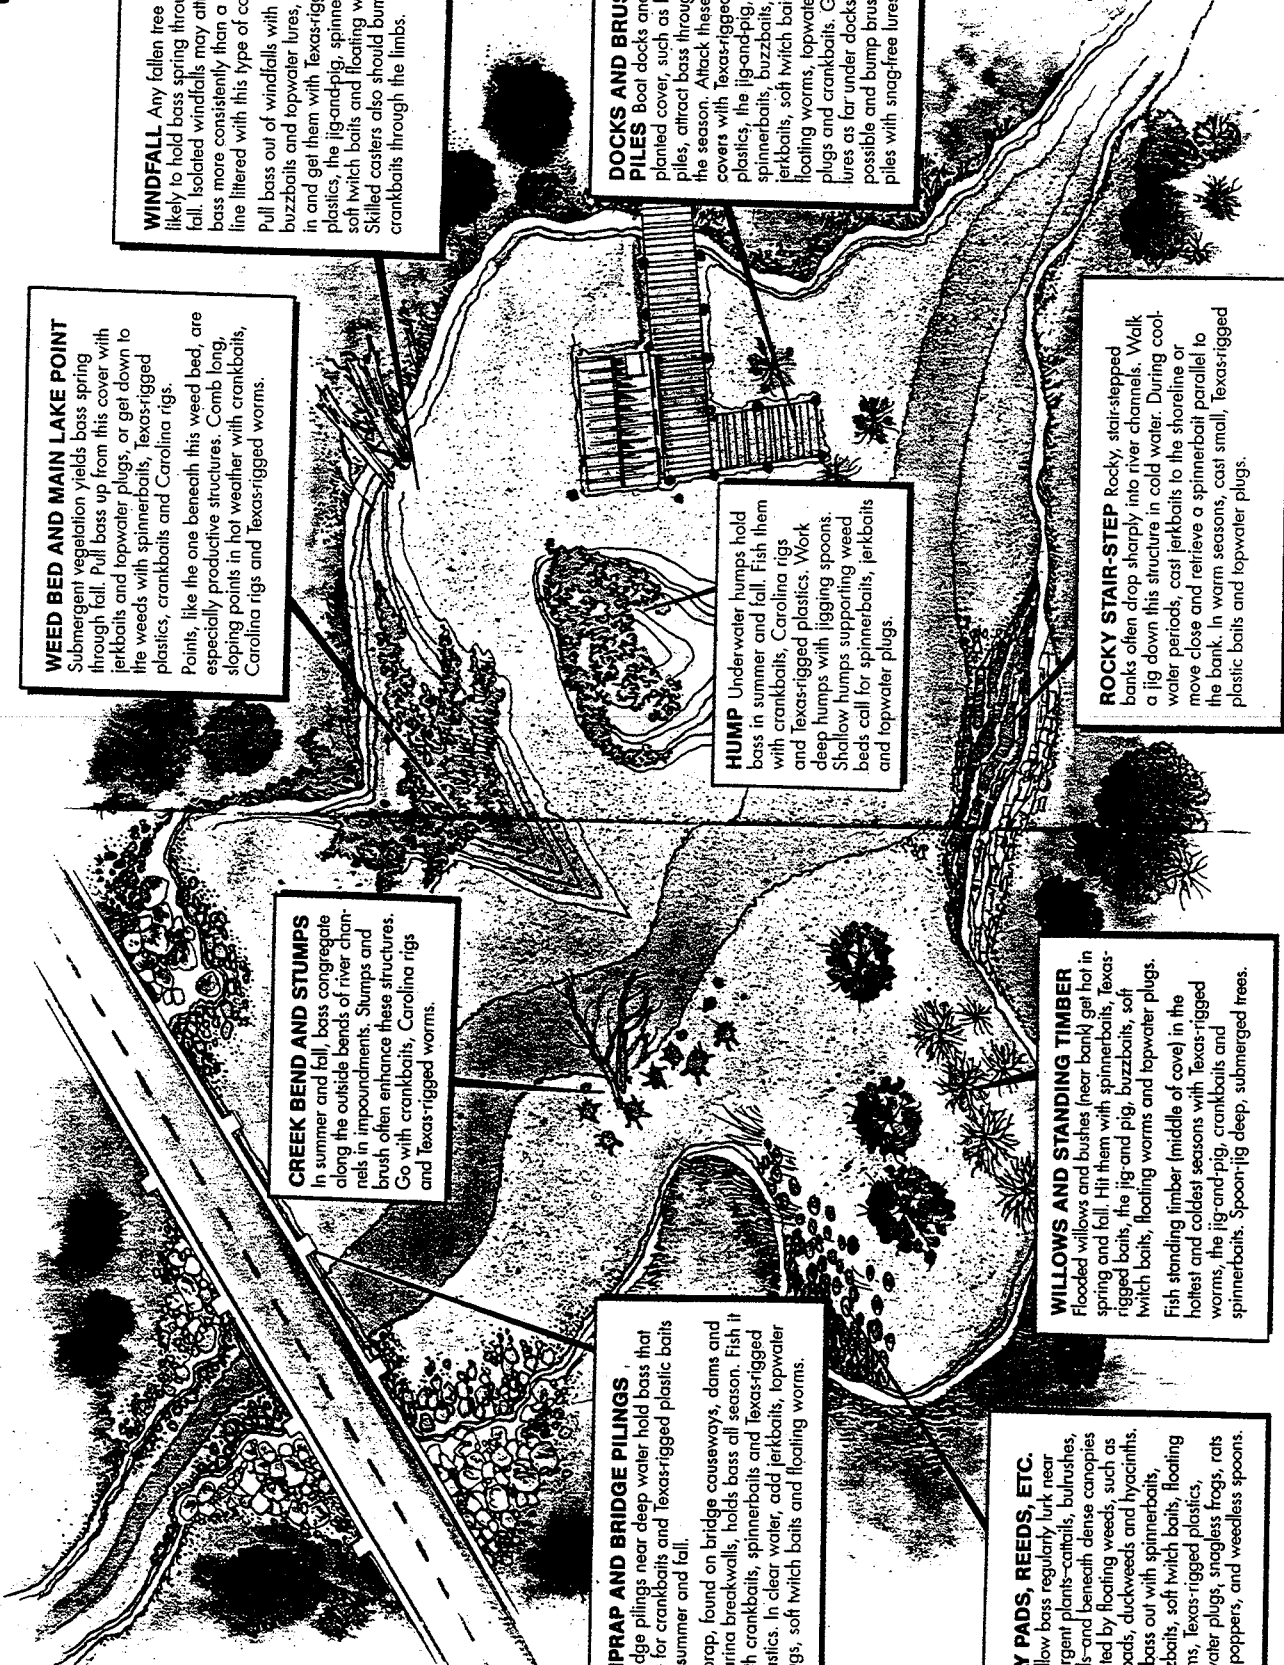 PRAP AND BRIDGE PILINGS
dge pilings near deep water hold bass that
for crankbaits and Texas-rigged plastic baits
summer and fall.
prap, found on bridge causeways, dams and
rina breakwalls, holds bass all season. Fish it
h crankbaits, spinnerbaits and Texas-rigged
stics. In clear water, add jerkbaits, topwater
gs, soft twitch baits and floating worms.
CREEK BEND AND STUMPS
In summer and fall, bass congregate
along the outside bends of river chan-
nels in impoundments. Stumps and
brush often enhance these structures.
Go with crankbaits, Carolina rigs
and Texas-rigged worms.
WEED BED AND MAIN LAKE POINT
Submergent vegetation yields bass spring
through fall. Pull bass up from this cover with
jerkbaits and topwater plugs, or get down to
the weeds with spinnerbaits, Texas-rigged
plastics, crankbaits and Carolina rigs.
Points, like the one beneath this weed bed, are
especially productive structures. Comb long,
sloping points in hot weather with crankbaits,
Carolina rigs and Texas-rigged worms.
WINDFALL Any fallen tree
likely to hold bass spring throu
fall. Isolated windfalls may att
bass more consistently than a
line littered with this type of co
Pull bass out of windfalls with
buzzbaits and topwater lures,
in and get them with Texas-rigg
plastics, the jig-and-pig, spinne
soft twitch baits and floating w
Skilled casters also should bum
crankbaits through the limbs.
HUMP Underwater humps hold
bass in summer and fall. Fish them
with crankbaits, Carolina rigs
and Texas-rigged plastics. Work
deep humps with jigging spoons.
Shallow humps supporting weed
beds call for spinnerbaits, jerkbaits
and topwater plugs.
DOCKS AND BRUS
PILES Boat docks and
planted cover, such as
piles, attract bass throug
the season. Attack these
covers with Texas-rigged
plastics, the jig-and-pig,
spinnerbaits, buzzbaits,
jerkbaits, soft twitch bai
floating worms, topwate
plugs and crankbaits. G
lures as far under docks
possible and bump brus
piles with snag-free lures
Y PADS, REEDS, ETC.
llow bass regularly lurk near
rgent plants–cattails, bulrushes,
ds–and beneath dense canopies
ted by floating weeds, such as
pads, duckweeds and hyacinths.
bass out with spinnerbaits,
baits, soft twitch baits, floating
ms, Texas-rigged plastics,
vater plugs, snagless frogs, rats
poppers, and weedless spoons.
WILLOWS AND STANDING TIMBER
Flooded willows and bushes (near bank) get hot in
spring and fall. Hit them with spinnerbaits, Texas-
rigged baits, the jig-and pig, buzzbaits, soft
twitch baits, floating worms and topwater plugs.
Fish standing timber (middle of cove) in the
hottest and coldest seasons with Texas-rigged
worms, the jig-and-pig, crankbaits and
spinnerbaits. Spoon-jig deep, submerged trees.
ROCKY STAIR-STEP Rocky, stair-stepped
banks often drop sharply into river channels. Walk
a jig down this structure in cold water. During cool-
water periods, cast jerkbaits to the shoreline or
move close and retrieve a spinnerbait parallel to
the bank. In warm seasons, cast small, Texas-rigged
plastic baits and topwater plugs.